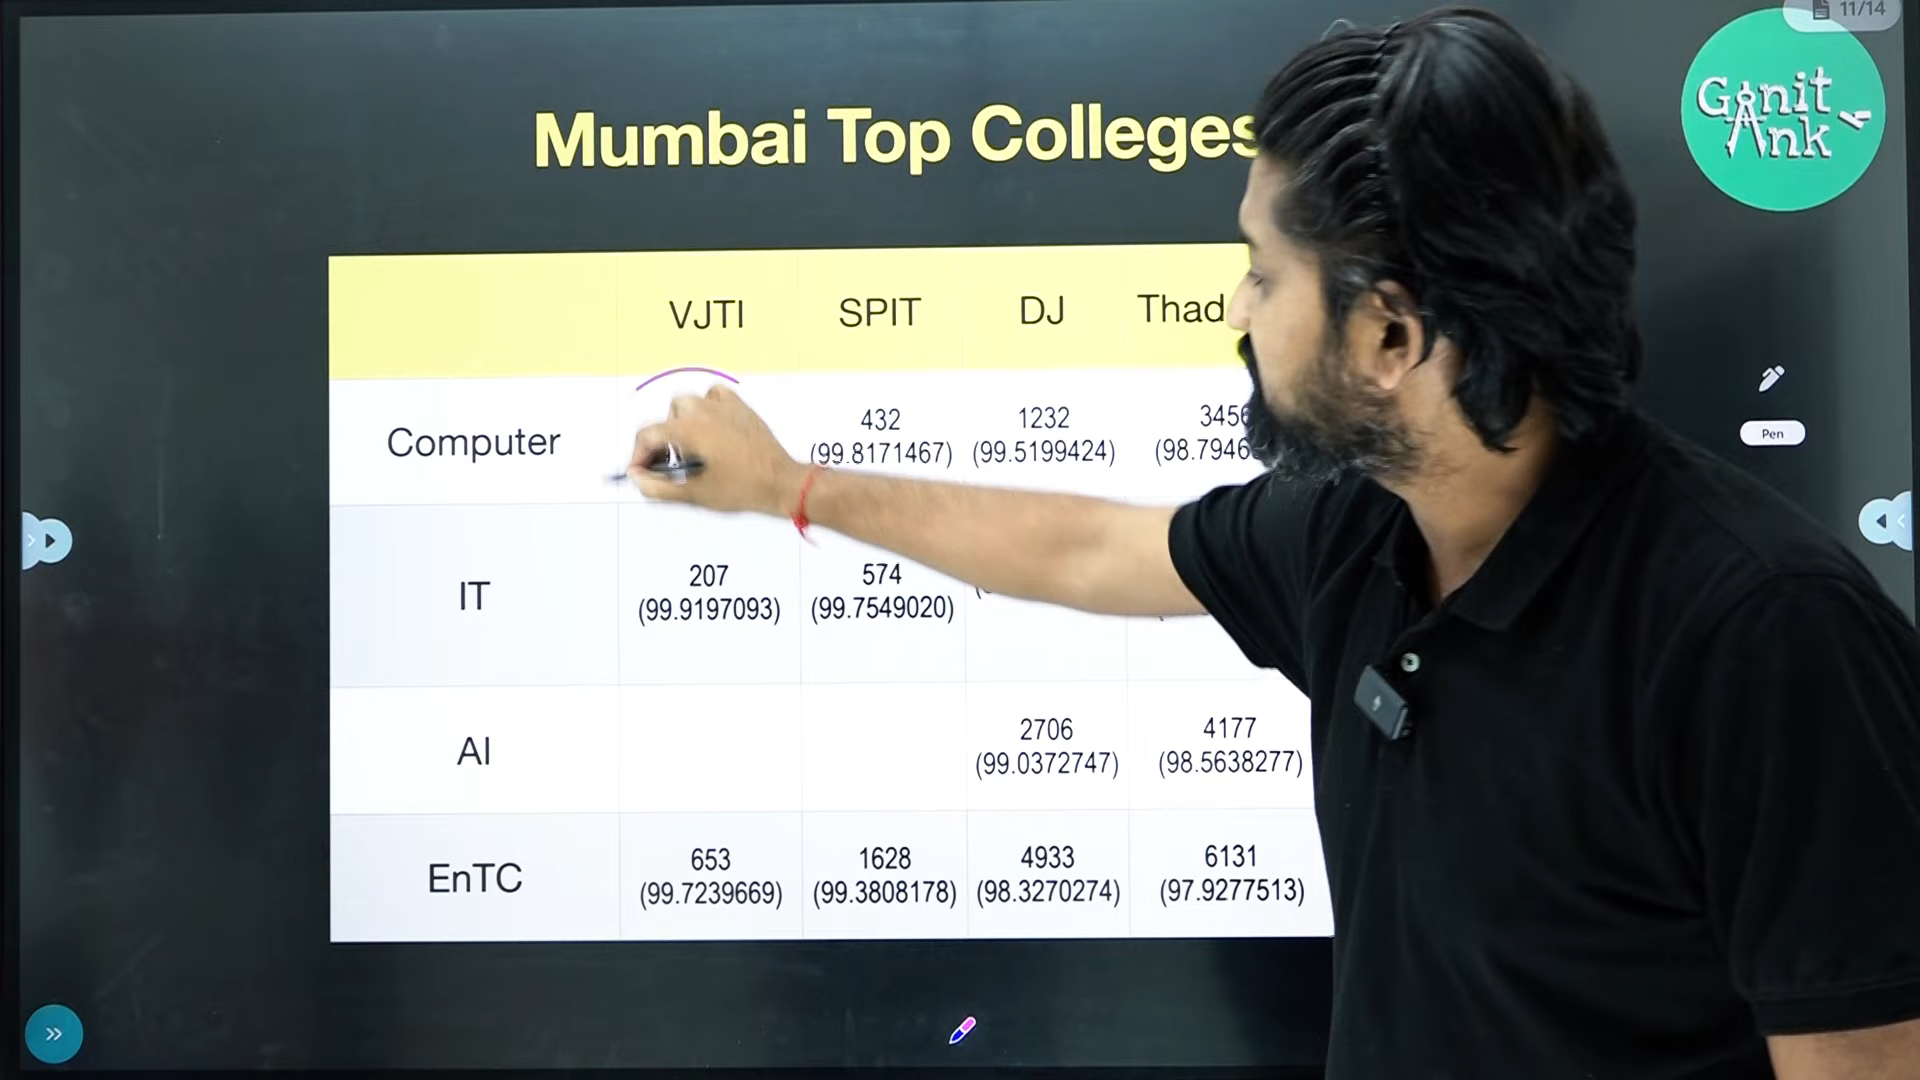 11/14
Ganit
Ank
Mumbai Top Colleges
VJTI SPIT DJ
Computer
432
(99.8171467)
1232
(99.5199424)
IT
207
(99.9197093)
574
(99.7549020)
AI
2706
(99.0372747)
4177
(98.5638277)
EnTC
653
(99.7239669)
1628
(99.3808178)
4933
(98.3270274)
6131
(97.9277513)
Pen